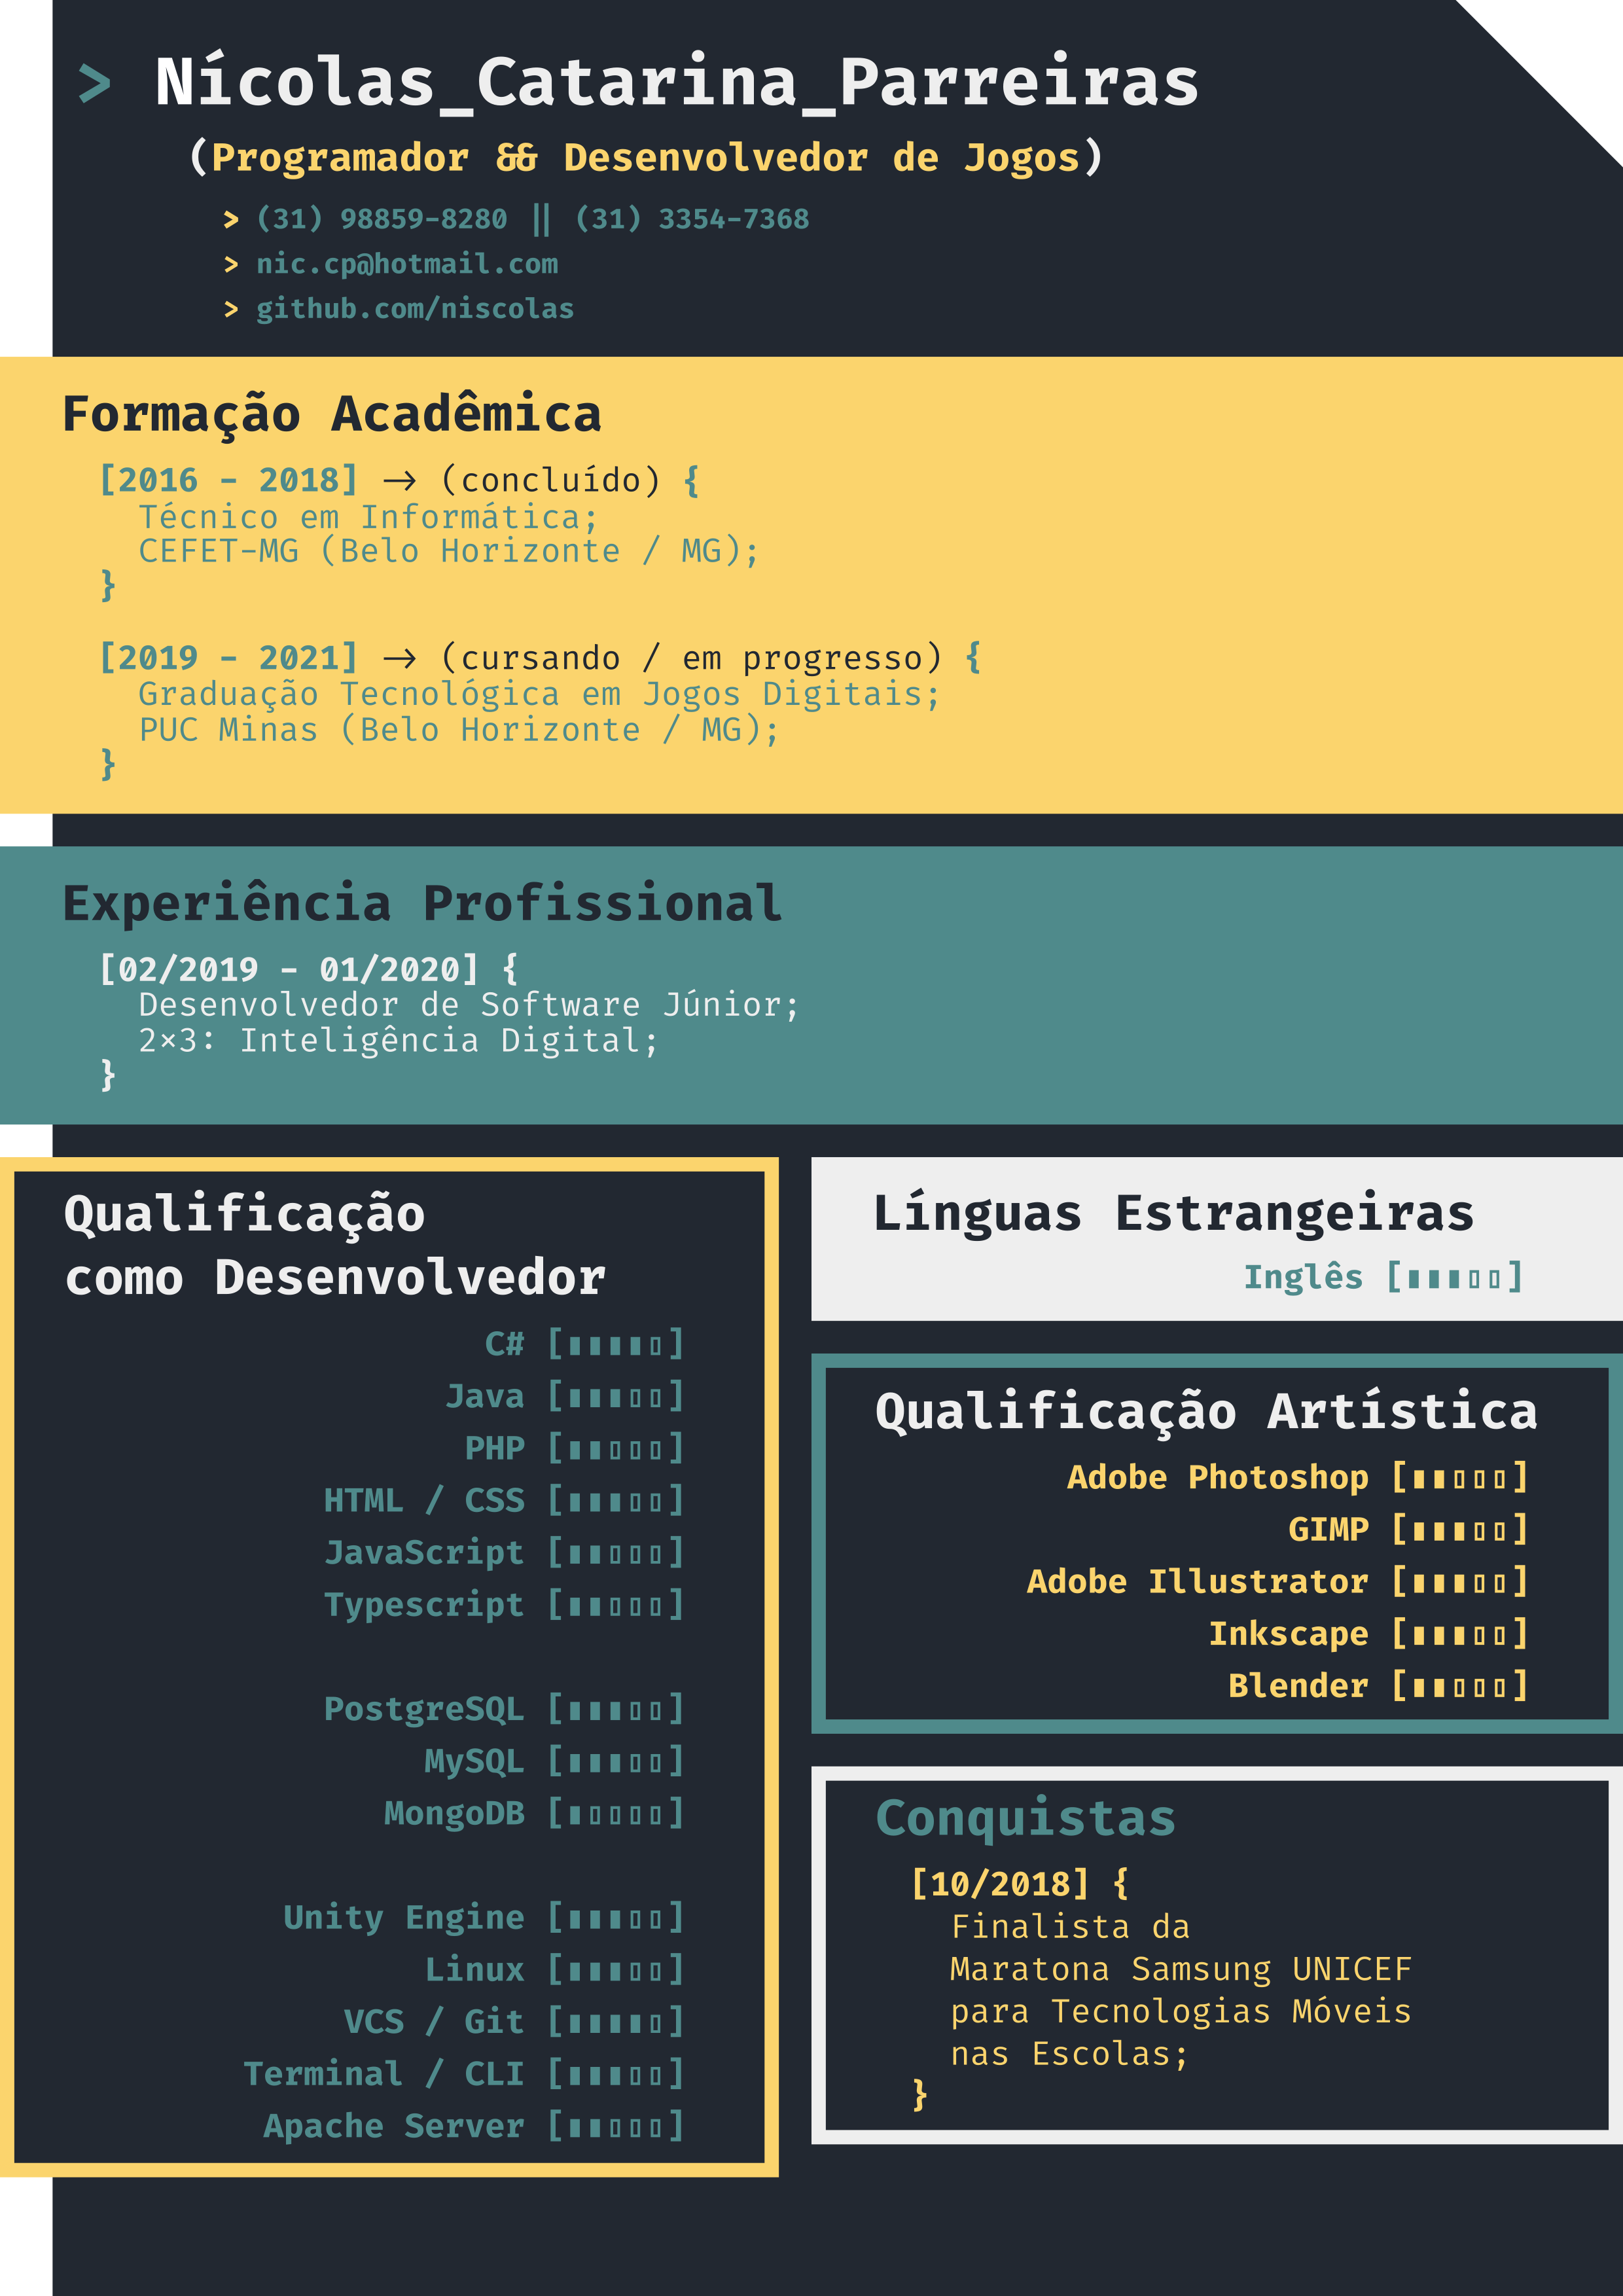 > Nícolas_Catarina_Parreiras
(Programador && Desenvolvedor de Jogos)
> (31) 98859-8280 || (31) 3354-7368
> nic.cp@hotmail.com
> github.com/niscolas
Formação Acadêmica
[2016 - 2018] -> (concluído) {
Técnico em Informática;
CEFET-MG (Belo Horizonte / MG);
}
[2019 - 2021] -> (cursando / em progresso) {
Graduação Tecnológica em Jogos Digitais;
PUC Minas (Belo Horizonte / MG);
}
Experiência Profissional
[02/2019 - 01/2020] {
Desenvolvedor de Software Júnior;
2×3: Inteligência Digital;
}
Qualificação
como Desenvolvedor
C# [▮▮▮▮▯]
Java [▮▮▮▯▯]
PHP [▮▮▯▯▯]
HTML / CSS [▮▮▮▯▯]
JavaScript [▮▮▯▯▯]
Typescript [▮▮▯▯▯]
PostgreSQL [▮▮▮▯▯]
MySQL [▮▮▮▯▯]
MongoDB [▮▯▯▯▯]
Unity Engine [▮▮▮▯▯]
Linux [▮▮▮▯▯]
VCS / Git [▮▮▮▮▯]
Terminal / CLI [▮▮▮▯▯]
Apache Server [▮▮▯▯▯]
Línguas Estrangeiras
Inglês [▮▮▮▯▯]
Qualificação Artística
Adobe Photoshop [▮▮▯▯▯]
GIMP [▮▮▮▯▯]
Adobe Illustrator [▮▮▮▯▯]
Inkscape [▮▮▮▯▯]
Blender [▮▮▯▯▯]
Conquistas
[10/2018] {
Finalista da
Maratona Samsung UNICEF
para Tecnologias Móveis
nas Escolas;
}